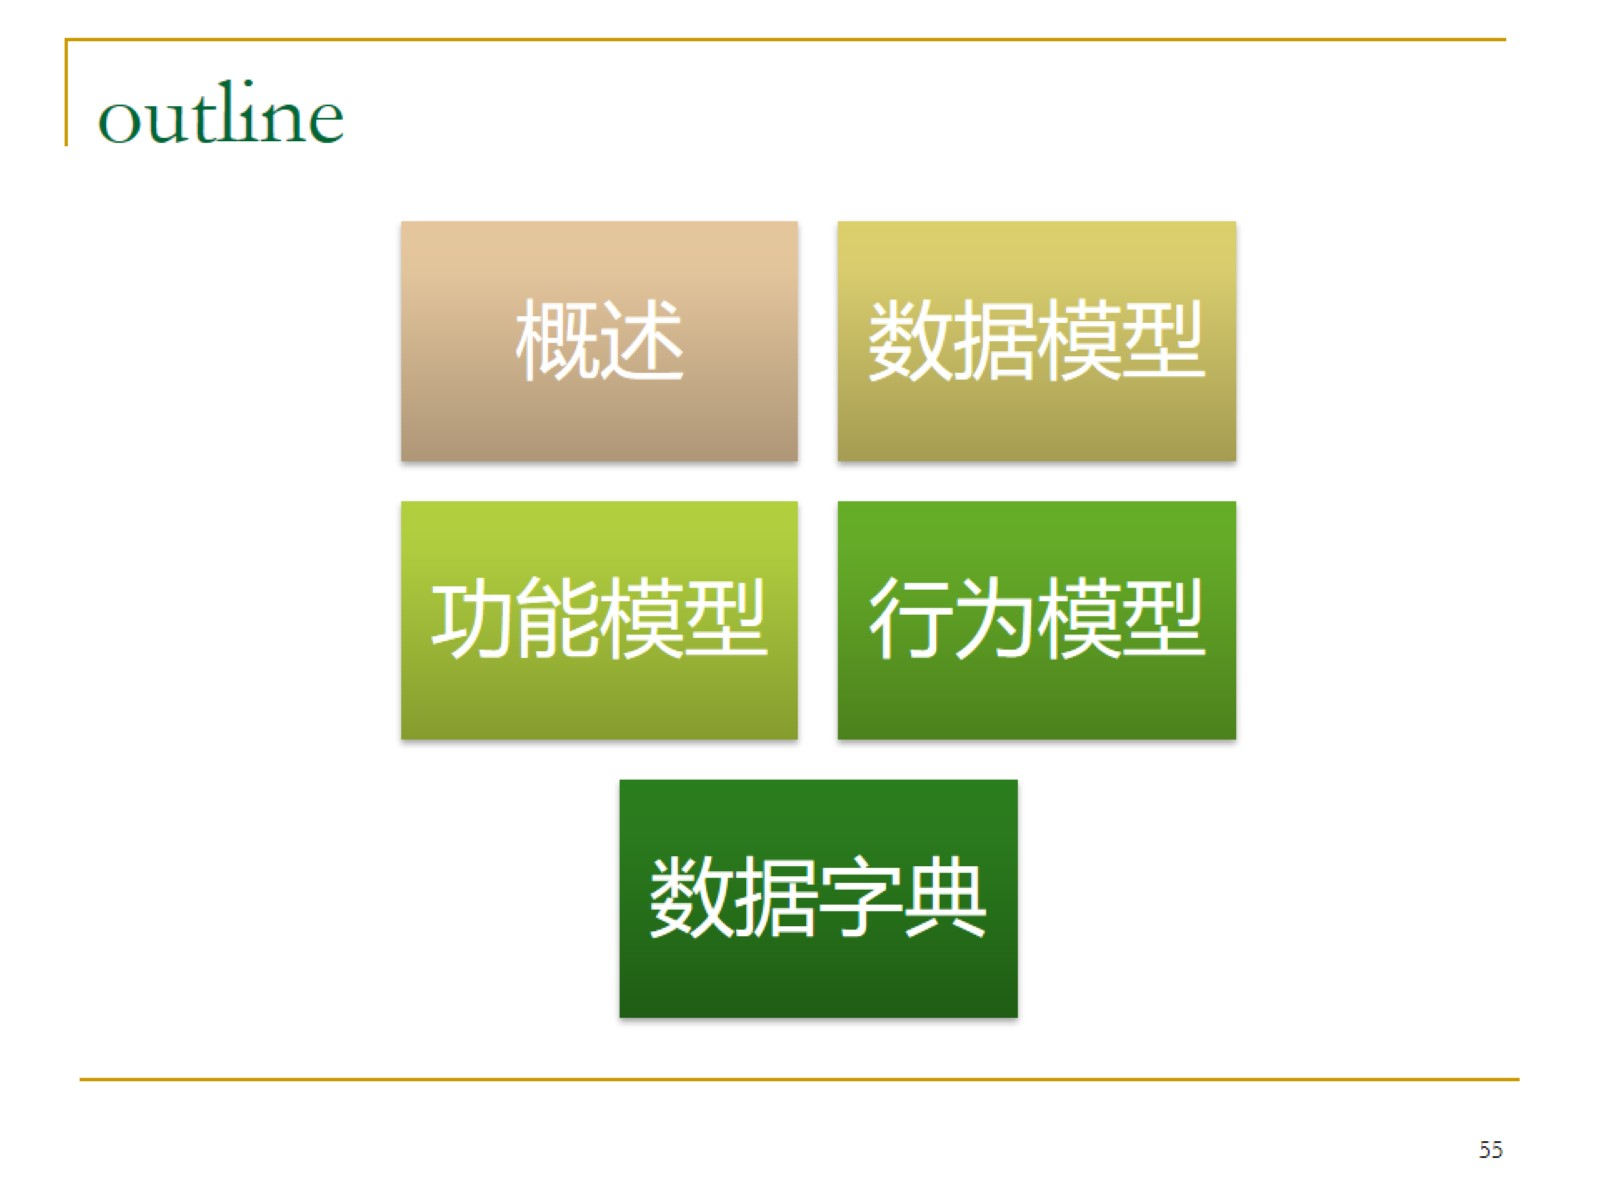 outline
概述
数据模型
功能模型
行为模型
数据字典
55